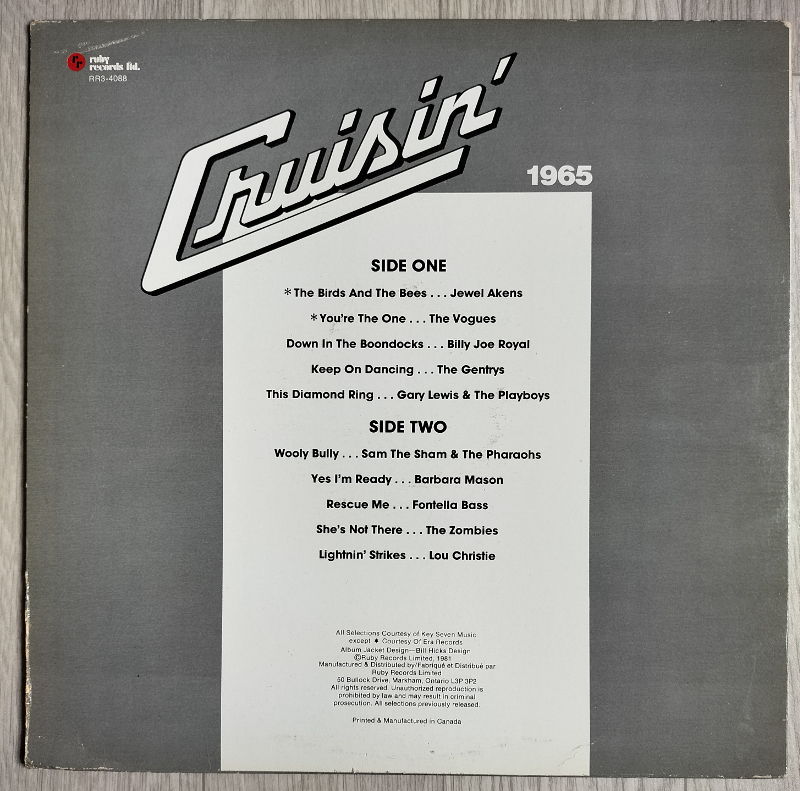 ruby
records ltd.
RR3-4088
Cruisin'
1965
SIDE ONE
*The Birds And The Bees . . . Jewel Akens
*You're The One . . . The Vogues
Down In The Boondocks . . . Billy Joe Royal
Keep On Dancing . . . The Gentrys
This Diamond Ring . . . Gary Lewis & The Playboys
SIDE TWO
Wooly Bully . . . Sam The Sham & The Pharaohs
Yes I'm Ready . . . Barbara Mason
Rescue Me . . . Fontella Bass
She's Not There . . . The Zombies
Lightnin' Strikes . . . Lou Christie
All Selections Courtesy of Key Seven Music
except * Courtesy Of Era Records
Album Jacket Design—Bill Hicks Design
©Ruby Records Limited, 1981
Manufactured & Distributed by/Fabriqué et Distribué par
Ruby Records Limited
50 Bullock Drive, Markham, Ontario L3P 3P2
All rights reserved. Unauthorized reproduction is
prohibited by law and may result in criminal
prosecution. All selections previously released.
Printed & Manufactured in Canada